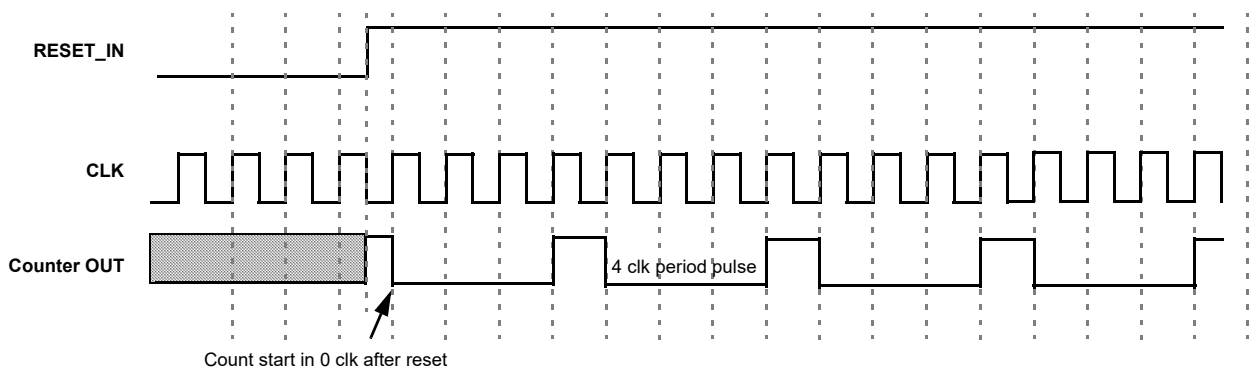 RESET_IN
CLK
Counter OUT
4 clk period pulse
Count start in 0 clk after reset